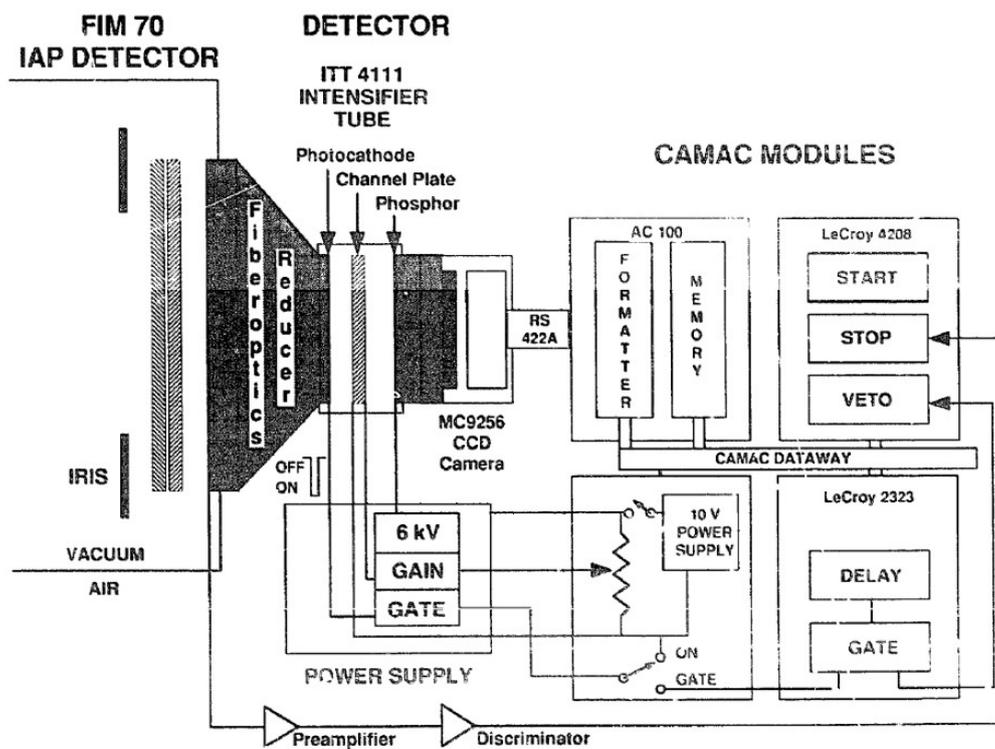 FIM 70
IAP DETECTOR
DETECTOR
ITT 4111
INTENSIFIER
TUBE
Photocathode
Channel Plate
Phosphor
CAMAC MODULES
Fiberoptics
Reducer
RS
422A
AC 100
FORMATTER
MEMORY
LeCroy 4208
START
STOP
VETO
MC9256
CCD
Camera
CAMAC DATAWAY
IRIS
OFF
ON
VACUUM
AIR
6 kV
GAIN
GATE
POWER SUPPLY
10 V
POWER
SUPPLY
ON
GATE
LeCroy 2323
DELAY
GATE
Preamplifier
Discriminator